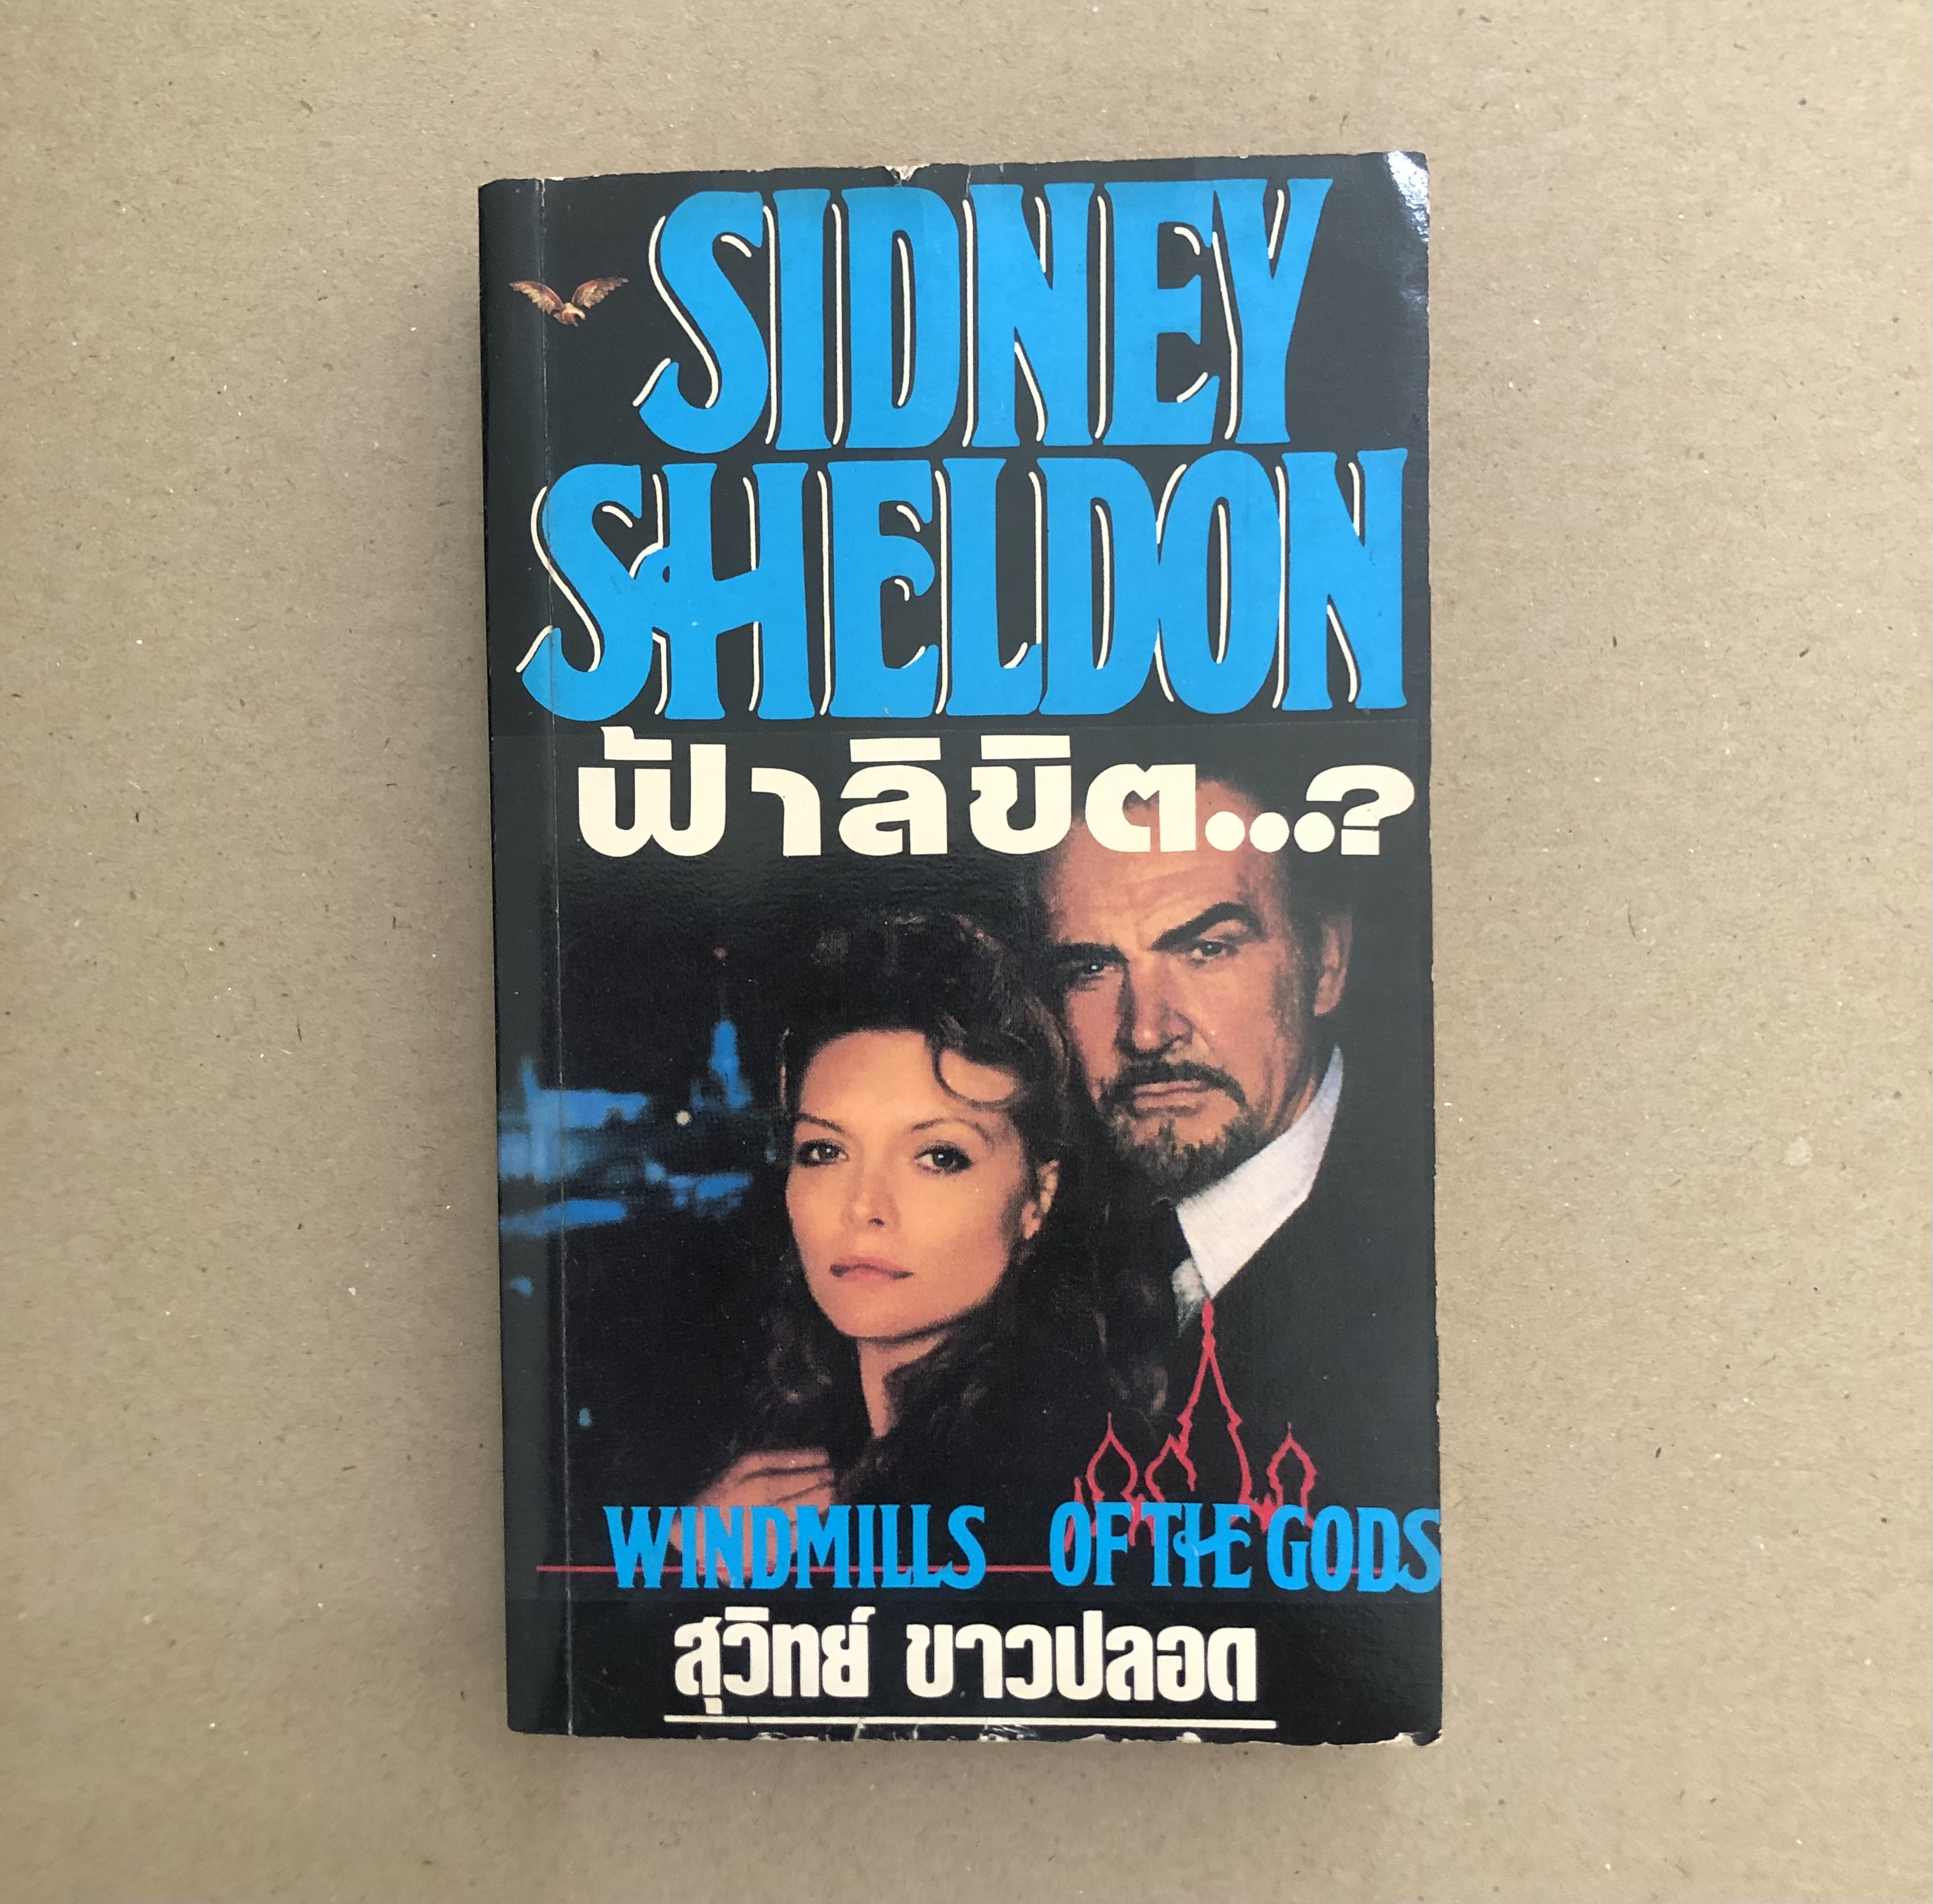 SIDNEY
SHELDON
ฟ้าลิขิต...?
WINDMILLS OF THE GODS
สุวิทย์ ขาวปลอด